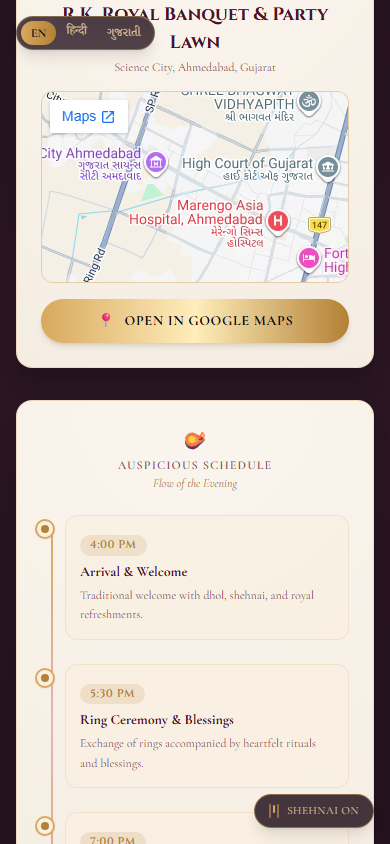 R.K. Royal Banquet & Party
Lawn
EN
हिन्दी
ગુજરાતી
Science City, Ahmedabad, Gujarat
Maps
SHREE BHAGWAT
VIDHYAPITH
શ્રી ભાગવત
મંદિર
City Ahmedabad
ગુજરાત સાયન્સ
સીટી અમદાવાદ
High Court of Gujarat
હાઈ કોર્ટ ઓફ ગુજરાત
Marengo Asia
Hospital, Ahmedabad
મેરેન્ગો સિમ્સ
હોસ્પિટલ
147
Fort
High
Ring Rd
OPEN IN GOOGLE MAPS
AUSPICIOUS SCHEDULE
Flow of the Evening
4:00 PM
Arrival & Welcome
Traditional welcome with dhol, shehnai, and royal
refreshments.
5:30 PM
Ring Ceremony & Blessings
Exchange of rings accompanied by heartfelt rituals
and blessings.
SHEHNAI ON
7:00 PM